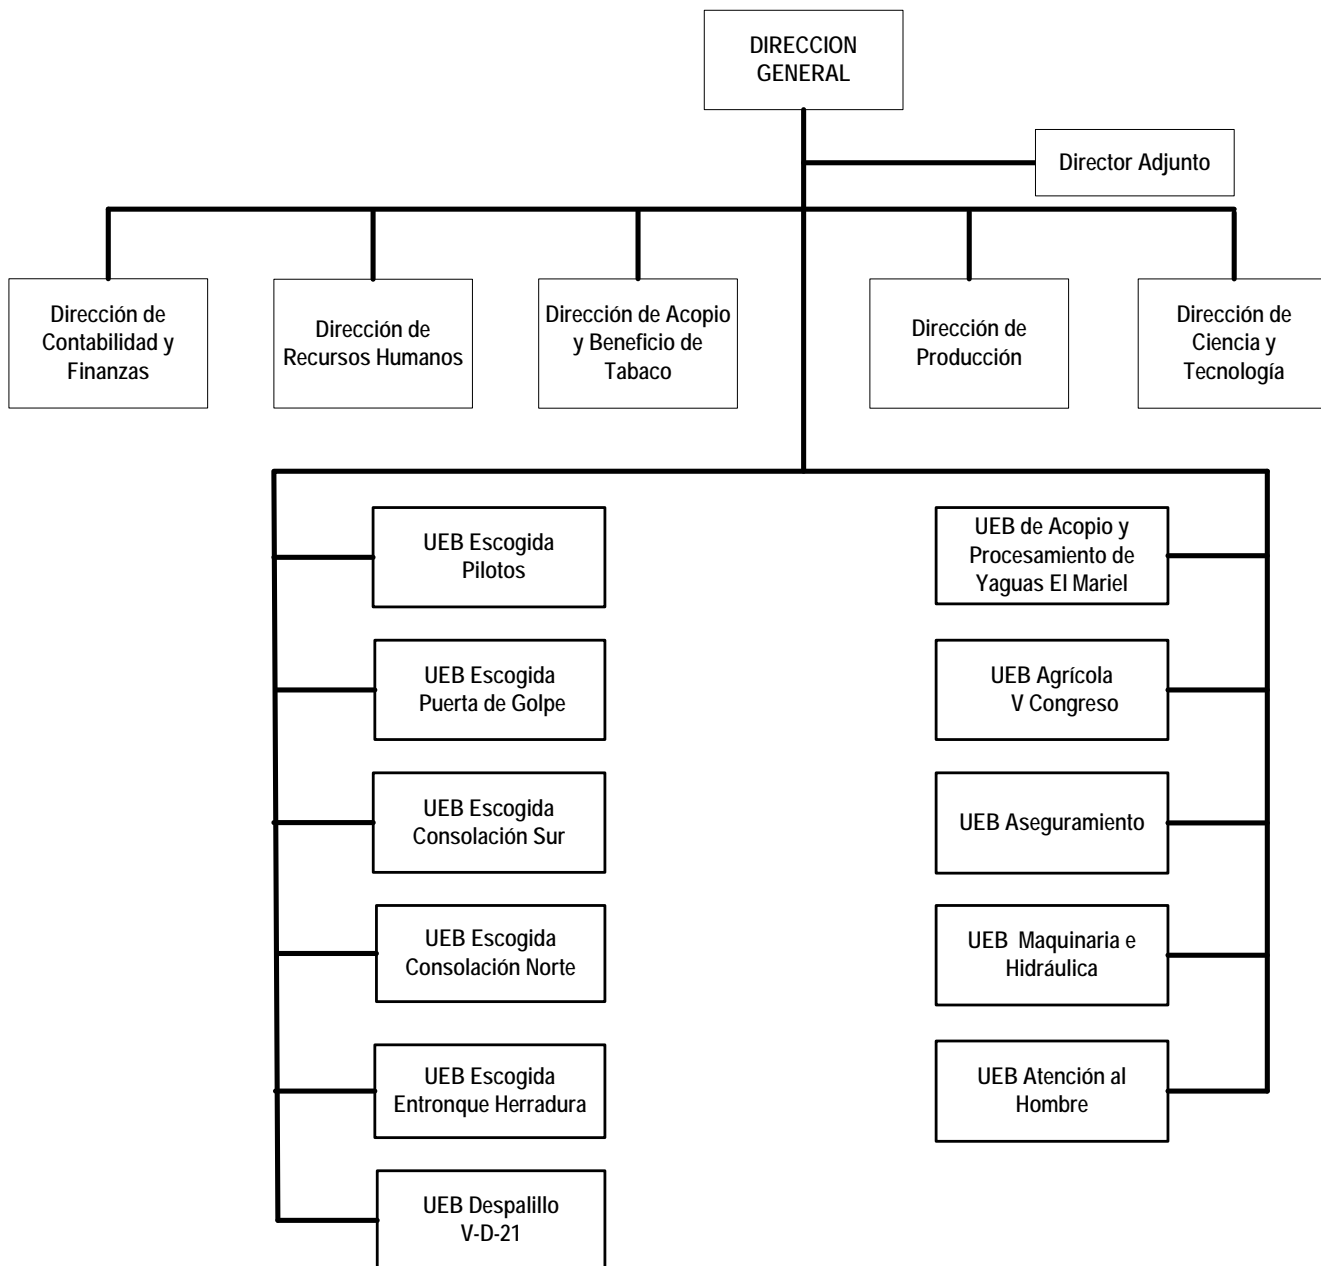 DIRECCION
GENERAL
Director Adjunto
Dirección de
Contabilidad y
Finanzas
Dirección de
Recursos Humanos
Dirección de Acopio
y Beneficio de
Tabaco
Dirección de
Producción
Dirección de
Ciencia y
Tecnología
UEB Escogida
Pilotos
UEB Escogida
Puerta de Golpe
UEB Escogida
Consolación Sur
UEB Escogida
Consolación Norte
UEB Escogida
Entronque Herradura
UEB Despalillo
V-D-21
UEB de Acopio y
Procesamiento de
Yaguas El Mariel
UEB Agrícola
V Congreso
UEB Aseguramiento
UEB Maquinaria e
Hidráulica
UEB Atención al
Hombre